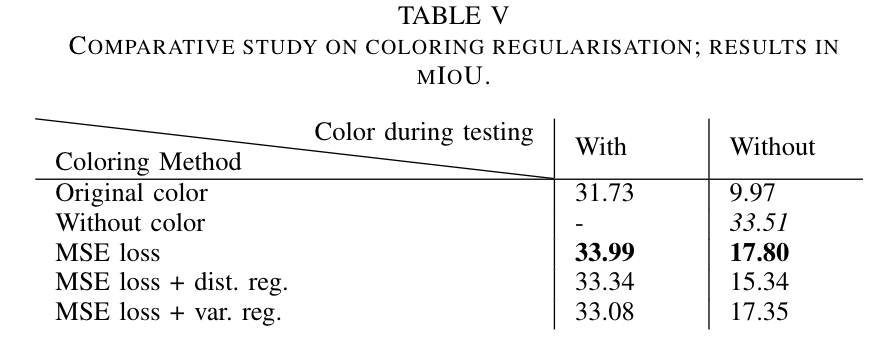 TABLE V
COMPARATIVE STUDY ON COLORING REGULARISATION; RESULTS IN
MIOU.
Color during testing
Coloring Method
With
Without
Original color 31.73 9.97
Without color - 33.51
MSE loss 33.99 17.80
MSE loss + dist. reg. 33.34 15.34
MSE loss + var. reg. 33.08 17.35